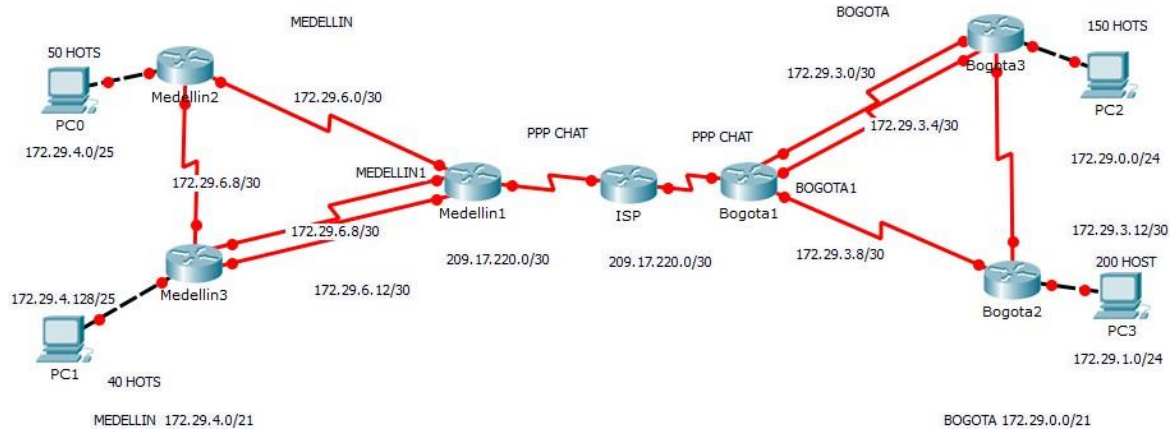 MEDELLIN
BOGOTA
50 HOTS
150 HOTS
Medellin2
Bogota3
PC0
172.29.4.0/25
172.29.6.0/30
172.29.3.0/30
PC2
PPP CHAT
PPP CHAT
172.29.3.4/30
172.29.0.0/24
172.29.6.8/30
MEDELLIN1
Medellin1
ISP
Bogota1
BOGOTA1
172.29.6.8/30
172.29.3.12/30
209.17.220.0/30
209.17.220.0/30
172.29.3.8/30
200 HOST
Medellin3
172.29.6.12/30
172.29.4.128/25
Bogota2
PC3
172.29.1.0/24
PC1
40 HOTS
MEDELLIN 172.29.4.0/21
BOGOTA 172.29.0.0/21